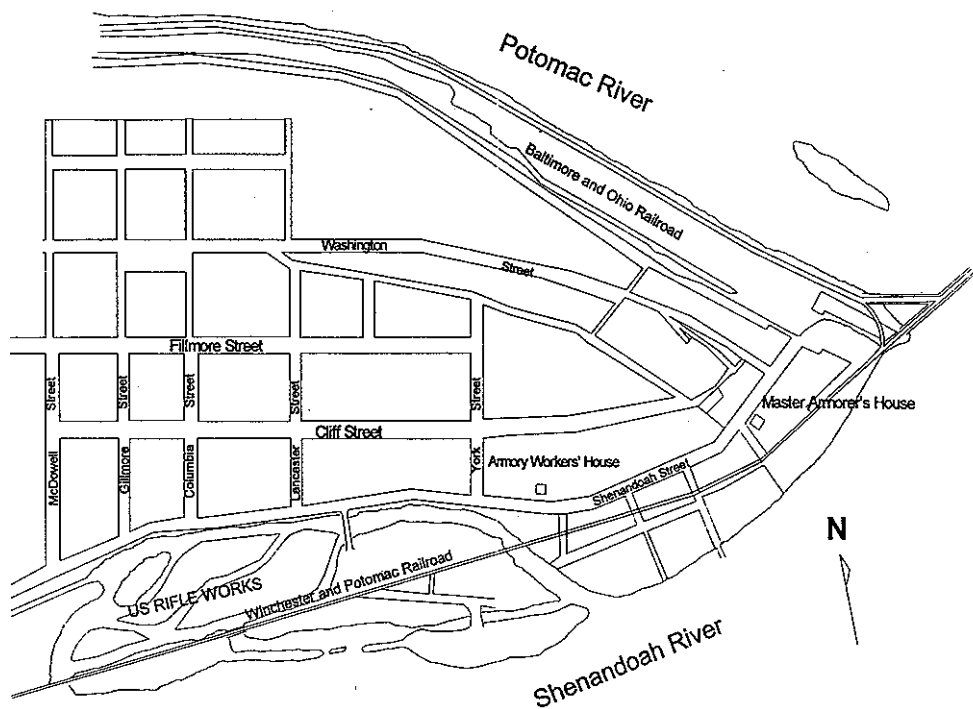 Potomac River
Baltimore and Ohio Railroad
Washington
Street
Fillmore Street
Street
Street
Street
Street
Street
Master Armorer's House
Cliff Street
McDowell
Gillmore
Columbia
Lancaster
York
Armory Workers' House
Shenandoah Street
N
US RIFLE WORKS
Winchester and Potomac Railroad
Shenandoah River